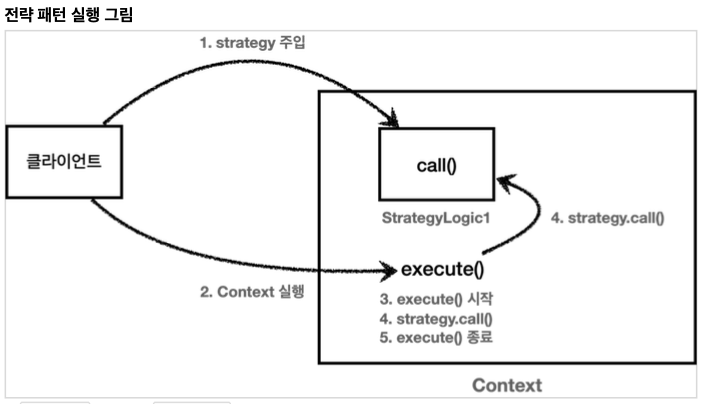 전략 패턴 실행 그림
1. strategy 주입
클라이언트
call()
StrategyLogic1
4. strategy.call()
execute()
2. Context 실행
3. execute() 시작
4. strategy.call()
5. execute() 종료
Context